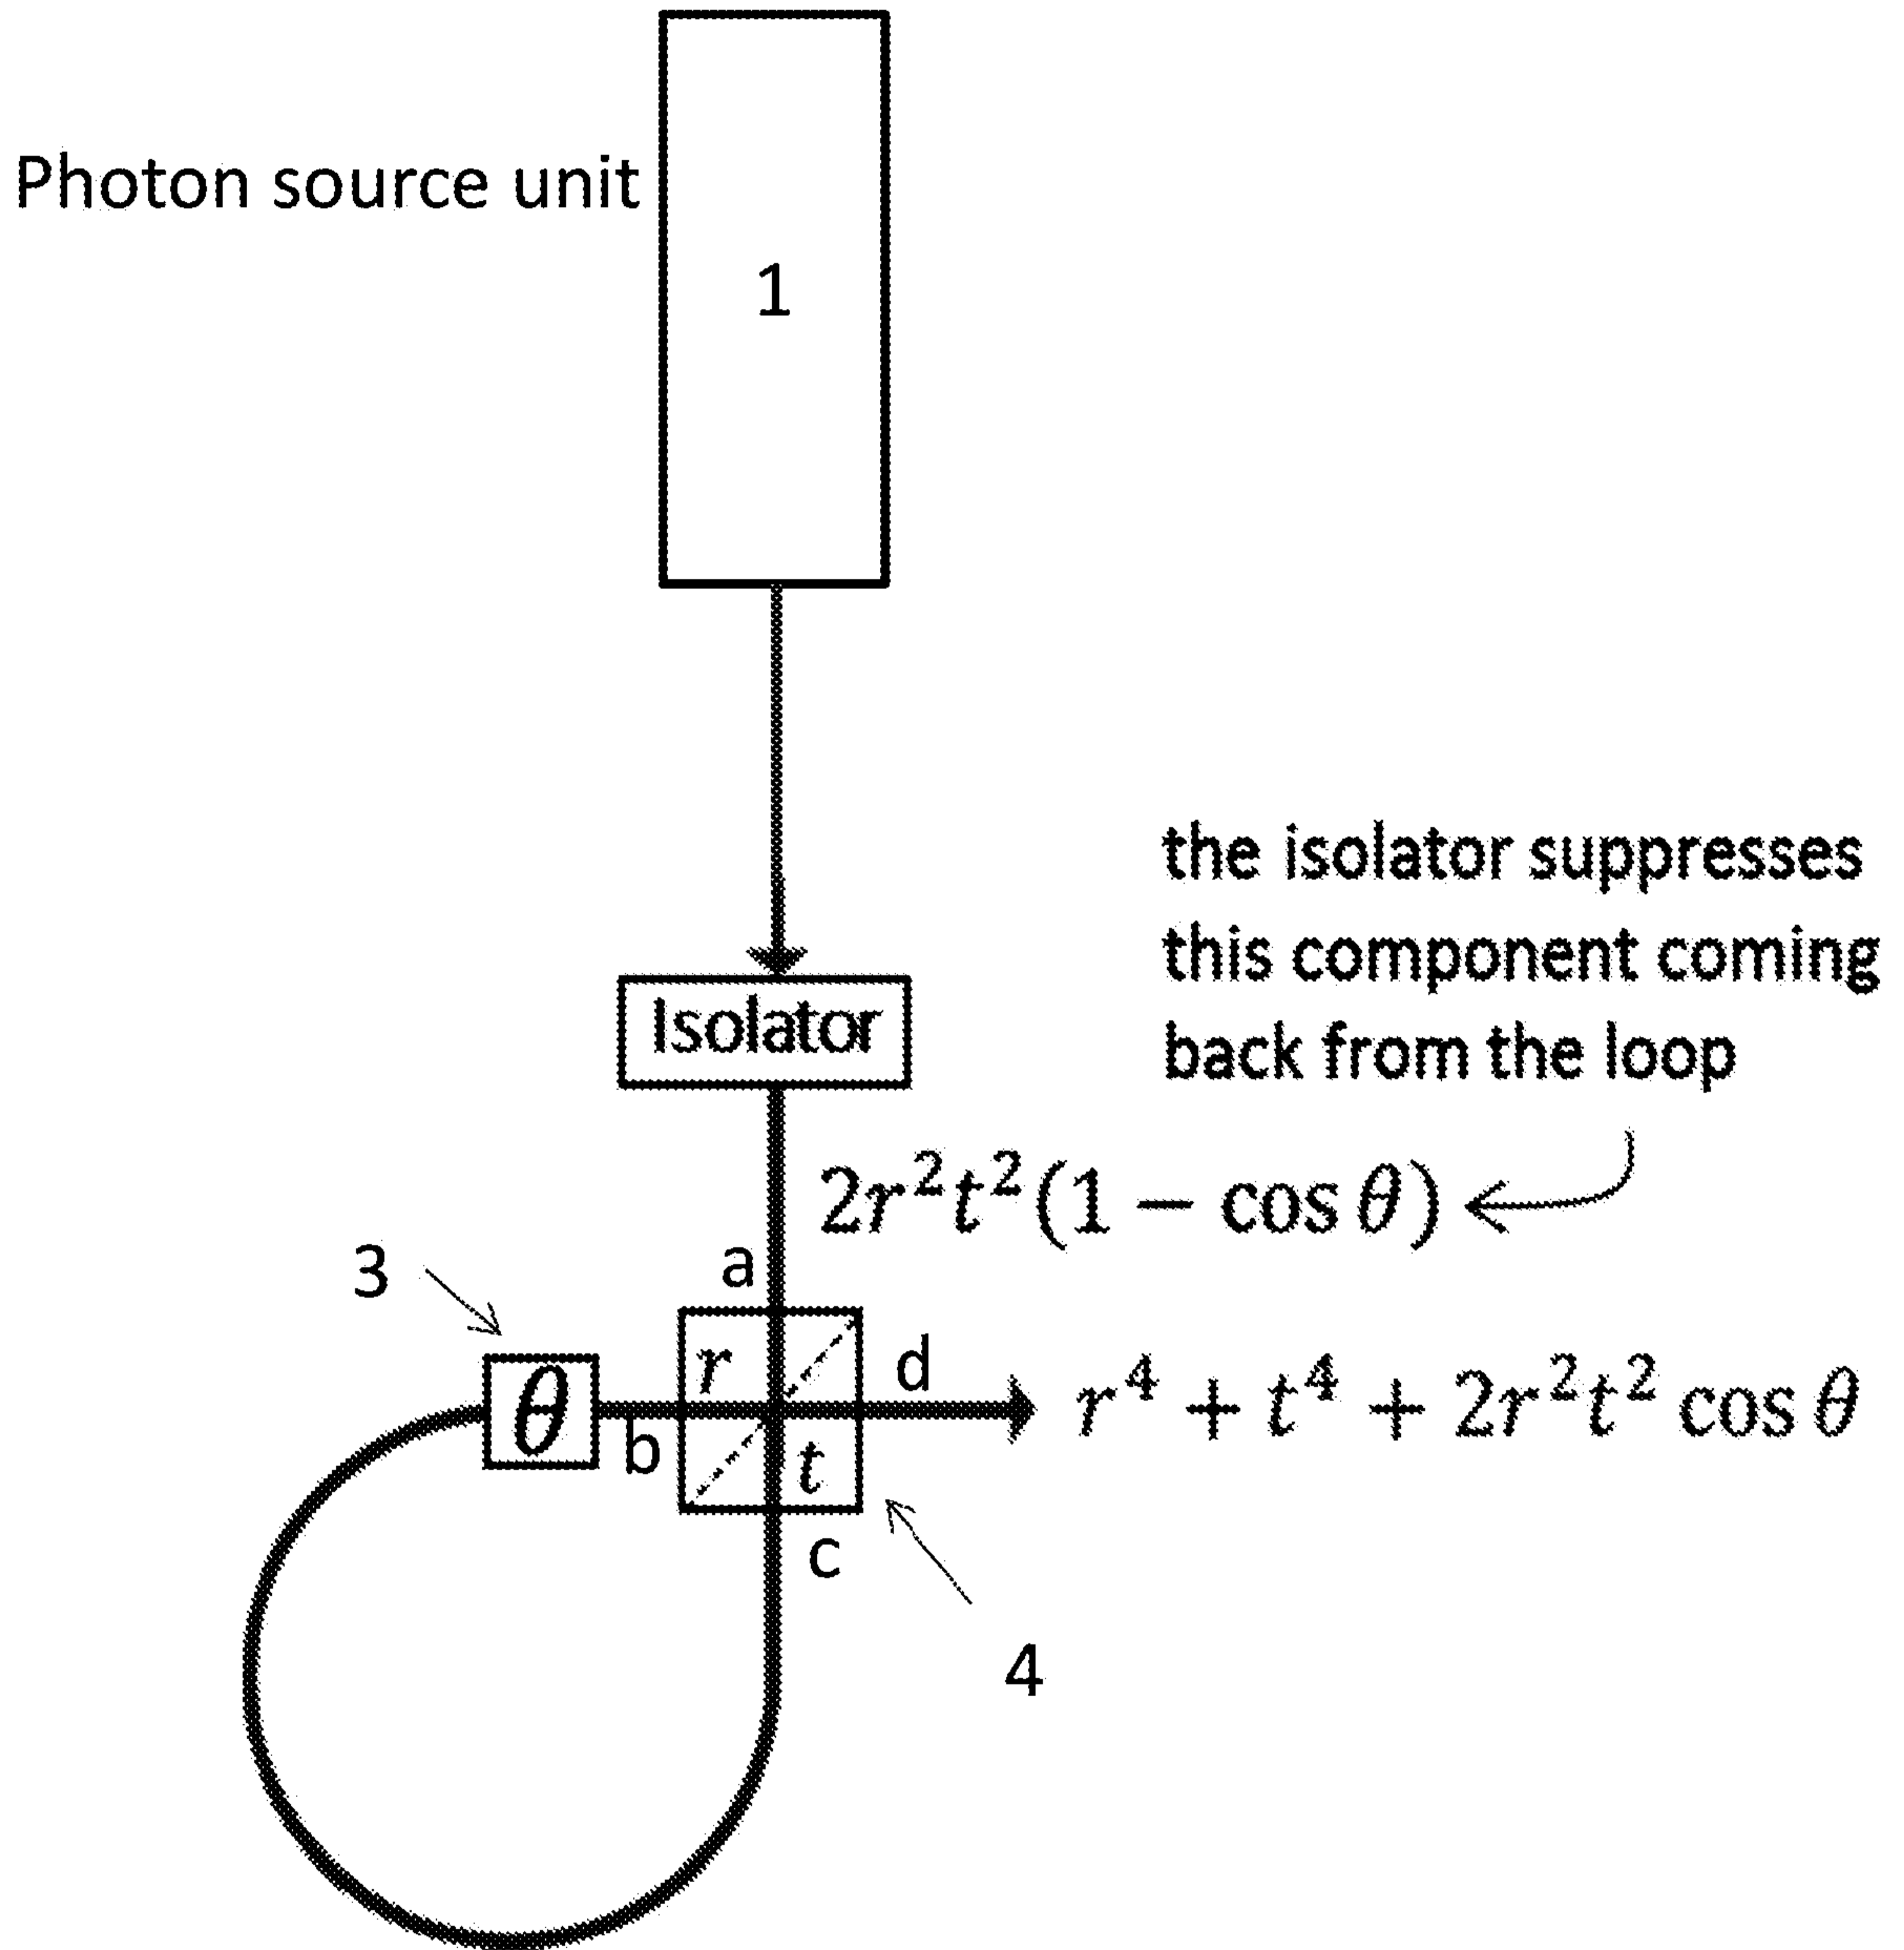 Photon source unit
1
Isolator
the isolator suppresses
this component coming
back from the loop
2r²t²(1 − cos θ)
a
3
r
d
θ
b
t
r⁴ + t⁴ + 2r²t² cos θ
c
4